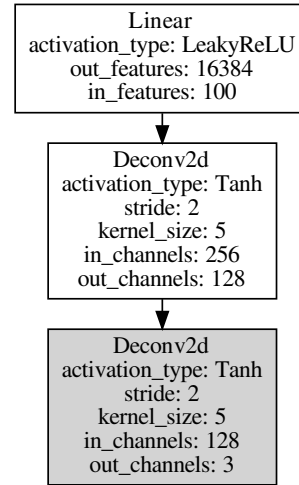 Linear
activation_type: LeakyReLU
out_features: 16384
in_features: 100
Deconv2d
activation_type: Tanh
stride: 2
kernel_size: 5
in_channels: 256
out_channels: 128
Deconv2d
activation_type: Tanh
stride: 2
kernel_size: 5
in_channels: 128
out_channels: 3